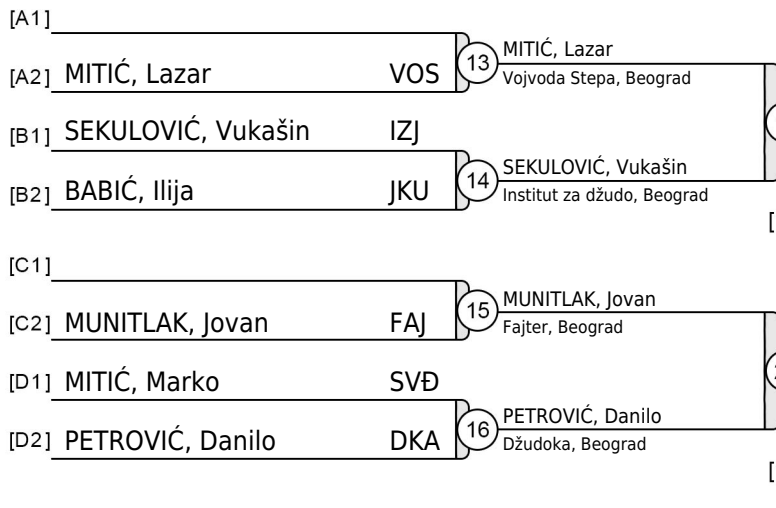 [A1]
[A2] MITIĆ, Lazar VOS
13
MITIĆ, Lazar
Vojvoda Stepa, Beograd
[B1] SEKULOVIĆ, Vukašin IZJ
[B2] BABIĆ, Ilija JKU
14
SEKULOVIĆ, Vukašin
Institut za džudo, Beograd
[
[C1]
[C2] MUNITLAK, Jovan FAJ
15
MUNITLAK, Jovan
Fajter, Beograd
[D1] MITIĆ, Marko SVĐ
[D2] PETROVIĆ, Danilo DKA
16
PETROVIĆ, Danilo
Džudoka, Beograd
[